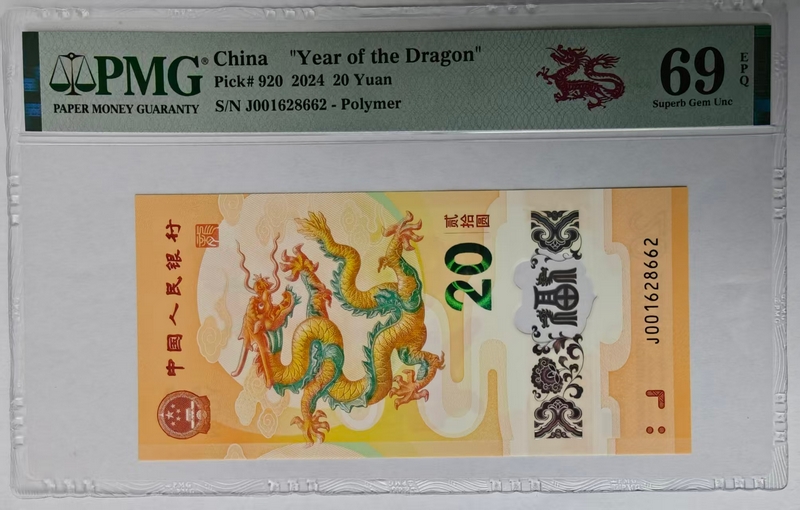 PMG®
PAPER MONEY GUARANTY
China "Year of the Dragon"
Pick# 920 2024 20 Yuan
S/N J001628662 - Polymer
69
EPQ
Superb Gem Unc
中国人民银行
贰拾圆
20
福
J001628662